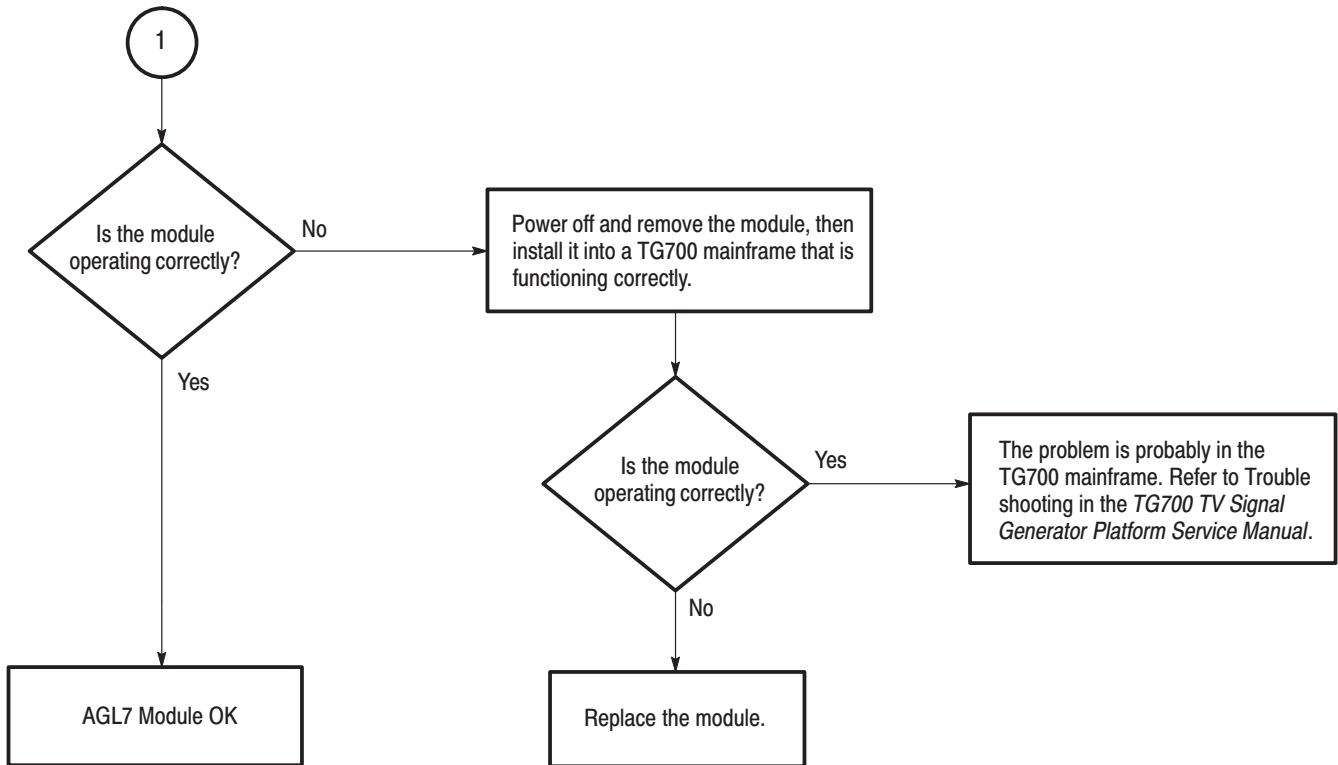 1
Is the module
operating correctly?
No
Power off and remove the module, then
install it into a TG700 mainframe that is
functioning correctly.
Yes
Is the module
operating correctly?
Yes
The problem is probably in the
TG700 mainframe. Refer to Trouble
shooting in the TG700 TV Signal
Generator Platform Service Manual.
No
AGL7 Module OK
Replace the module.